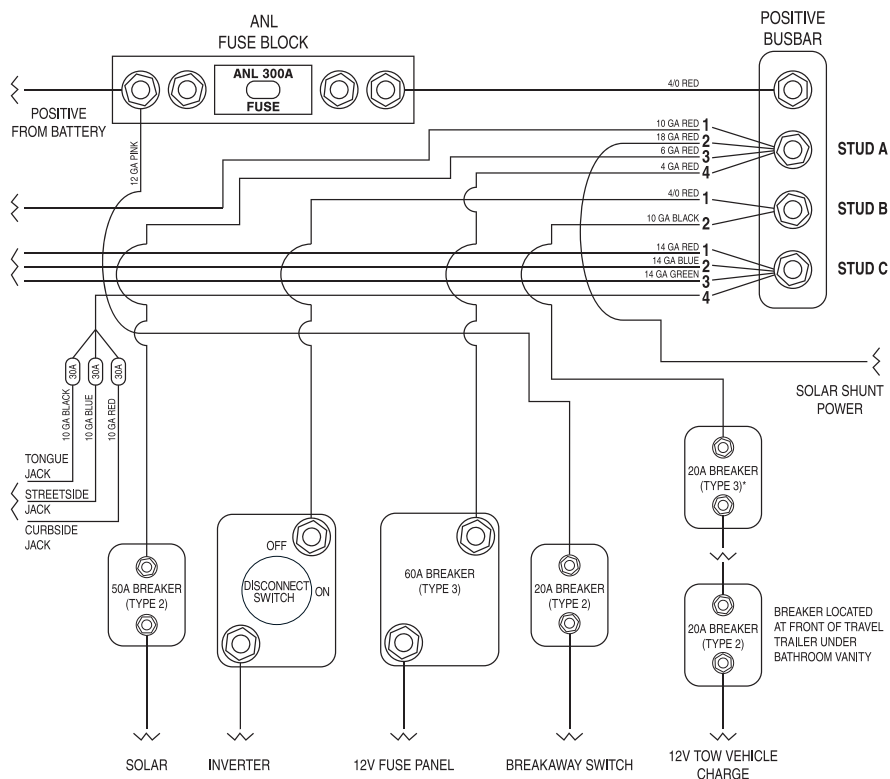 ANL
FUSE BLOCK
POSITIVE
BUSBAR
ANL 300A
FUSE
POSITIVE
FROM BATTERY
12 GA PINK
4/0 RED
10 GA RED 1
18 GA RED 2
6 GA RED 3
4 GA RED 4
STUD A
4/0 RED 1
10 GA BLACK 2
STUD B
14 GA RED 1
14 GA BLUE 2
14 GA GREEN 3
4
STUD C
30A
30A
30A
10 GA BLACK
10 GA BLUE
10 GA RED
TONGUE
JACK
STREETSIDE
JACK
CURBSIDE
JACK
SOLAR SHUNT
POWER
20A BREAKER
(TYPE 3)*
50A BREAKER
(TYPE 2)
OFF
DISCONNECT
SWITCH
ON
60A BREAKER
(TYPE 3)
20A BREAKER
(TYPE 2)
20A BREAKER
(TYPE 2)
BREAKER LOCATED
AT FRONT OF TRAVEL
TRAILER UNDER
BATHROOM VANITY
SOLAR
INVERTER
12V FUSE PANEL
BREAKAWAY SWITCH
12V TOW VEHICLE
CHARGE